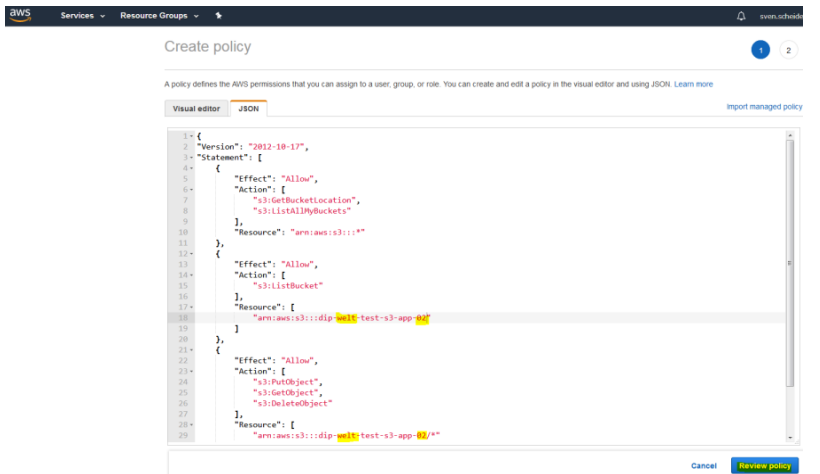 aws Services Resource Groups sven.scheide
Create policy 1 2
A policy defines the AWS permissions that you can assign to a user, group, or role. You can create and edit a policy in the visual editor and using JSON. Learn more
Visual editor JSON Import managed policy
1 {
2 "Version": "2012-10-17",
3 "Statement": [
4 {
5 "Effect": "Allow",
6 "Action": [
7 "s3:GetBucketLocation",
8 "s3:ListAllMyBuckets"
9 ],
10 "Resource": "arn:aws:s3:::*"
11 },
12 {
13 "Effect": "Allow",
14 "Action": [
15 "s3:ListBucket"
16 ],
17 "Resource": [
18 "arn:aws:s3:::dip-welt-test-s3-app-02"
19 ]
20 },
21 {
22 "Effect": "Allow",
23 "Action": [
24 "s3:PutObject",
25 "s3:GetObject",
26 "s3:DeleteObject"
27 ],
28 "Resource": [
29 "arn:aws:s3:::dip-welt-test-s3-app-02/*"
Cancel Review policy